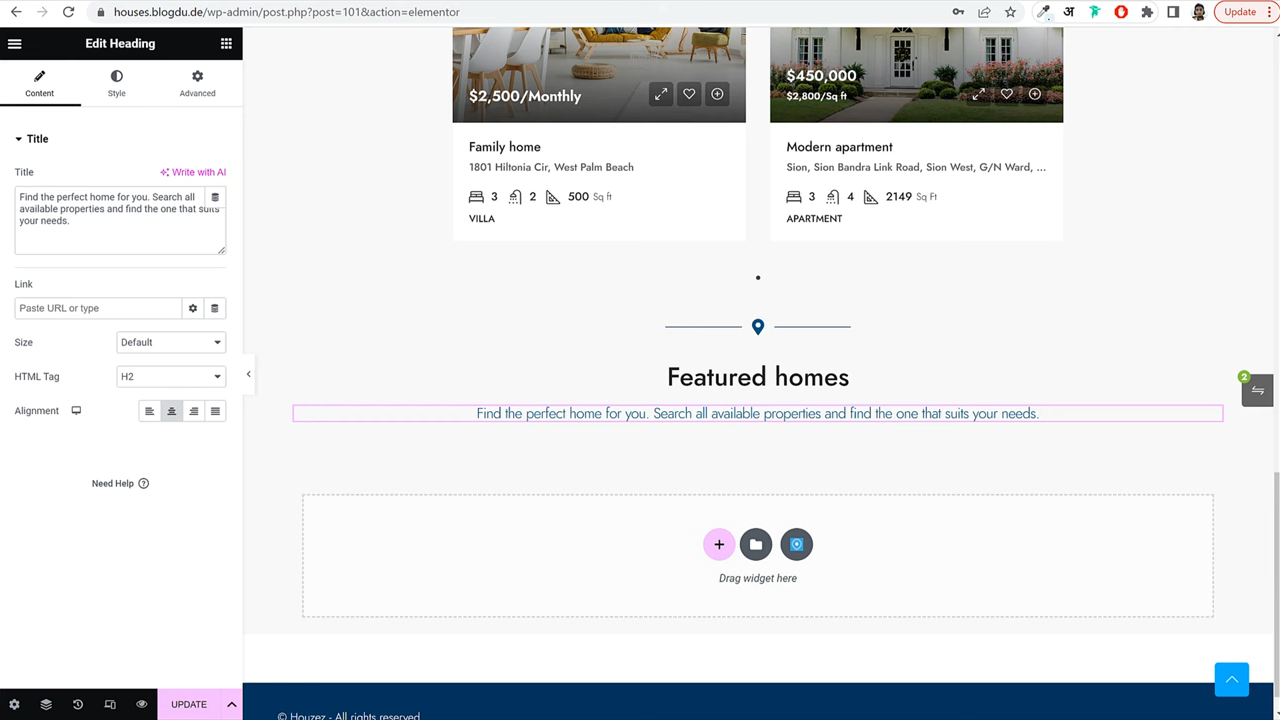 houses.blogdu.de/wp-admin/post.php?post=101&action=elementor
अ
Update
Edit Heading
Content
Style
Advanced
Title
Title
Write with AI
Find the perfect home for you. Search all
available properties and find the one that suits
your needs.
Link
Paste URL or type
Size
Default
HTML Tag
H2
Alignment
Need Help
UPDATE
$2,500/Monthly
$450,000
$2,800/Sq ft
Family home
1801 Hiltonia Cir, West Palm Beach
3
2
500 Sq ft
VILLA
Modern apartment
Sion, Sion Bandra Link Road, Sion West, G/N Ward, ...
3
4
2149 Sq Ft
APARTMENT
Featured homes
Find the perfect home for you. Search all available properties and find the one that suits your needs.
2
Drag widget here
© Houzez - All rights reserved